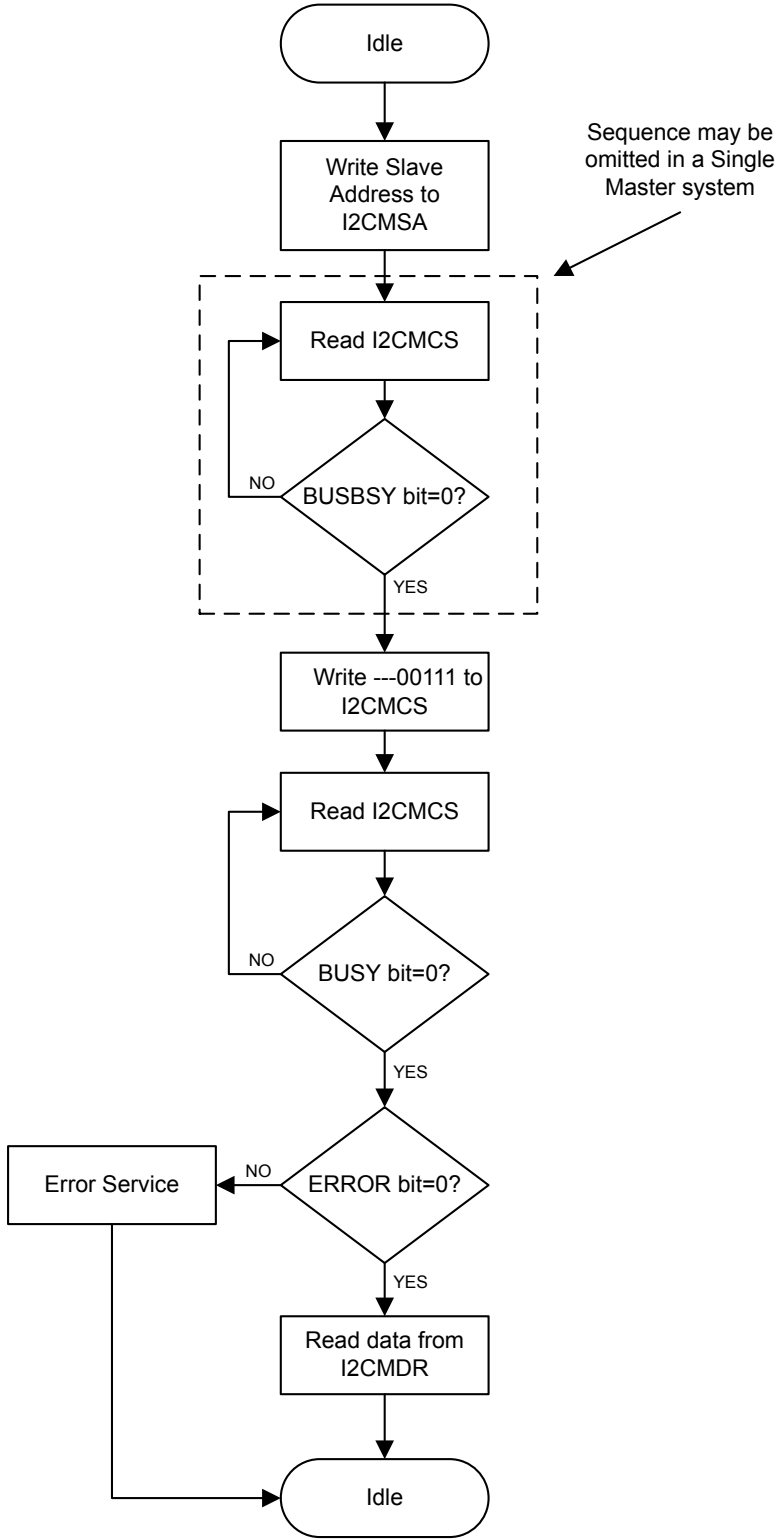 Idle
Sequence may be
omitted in a Single
Master system
Write Slave
Address to
I2CMSA
Read I2CMCS
NO
BUSBSY bit=0?
YES
Write ---00111 to
I2CMCS
Read I2CMCS
NO
BUSY bit=0?
YES
Error Service
NO
ERROR bit=0?
YES
Read data from
I2CMDR
Idle